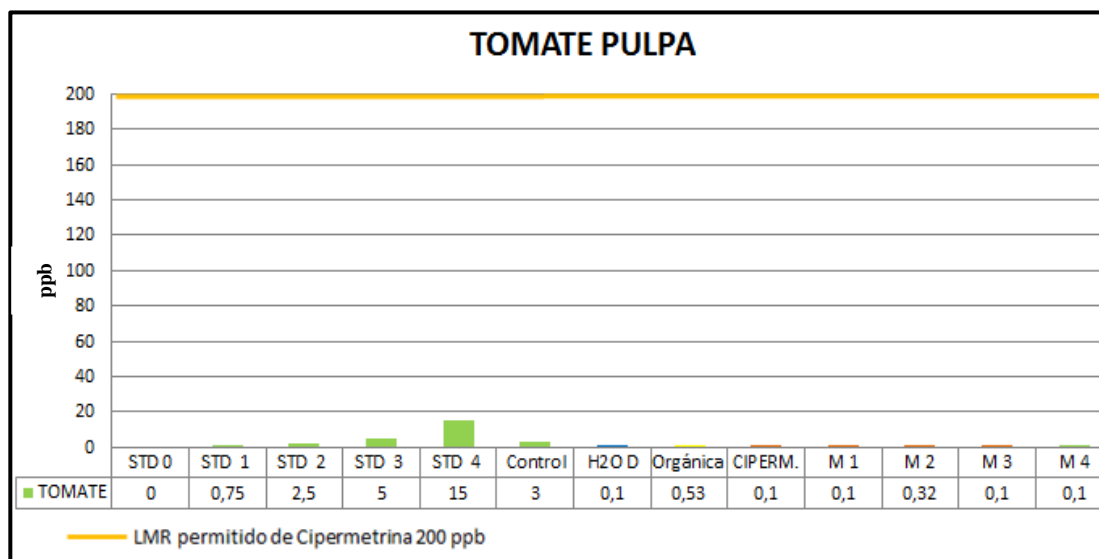 TOMATE PULPA
200
180
160
140
120
100
80
60
40
20
0
ppb
STD 0 STD 1 STD 2 STD 3 STD 4 Control H2O D Orgánica CIPERM. M 1 M 2 M 3 M 4
TOMATE 0 0,75 2,5 5 15 3 0,1 0,53 0,1 0,1 0,32 0,1 0,1
LMR permitido de Cipermetrina 200 ppb